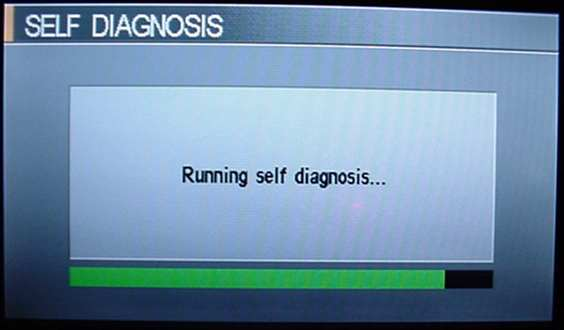 SELF DIAGNOSIS
Running self diagnosis...